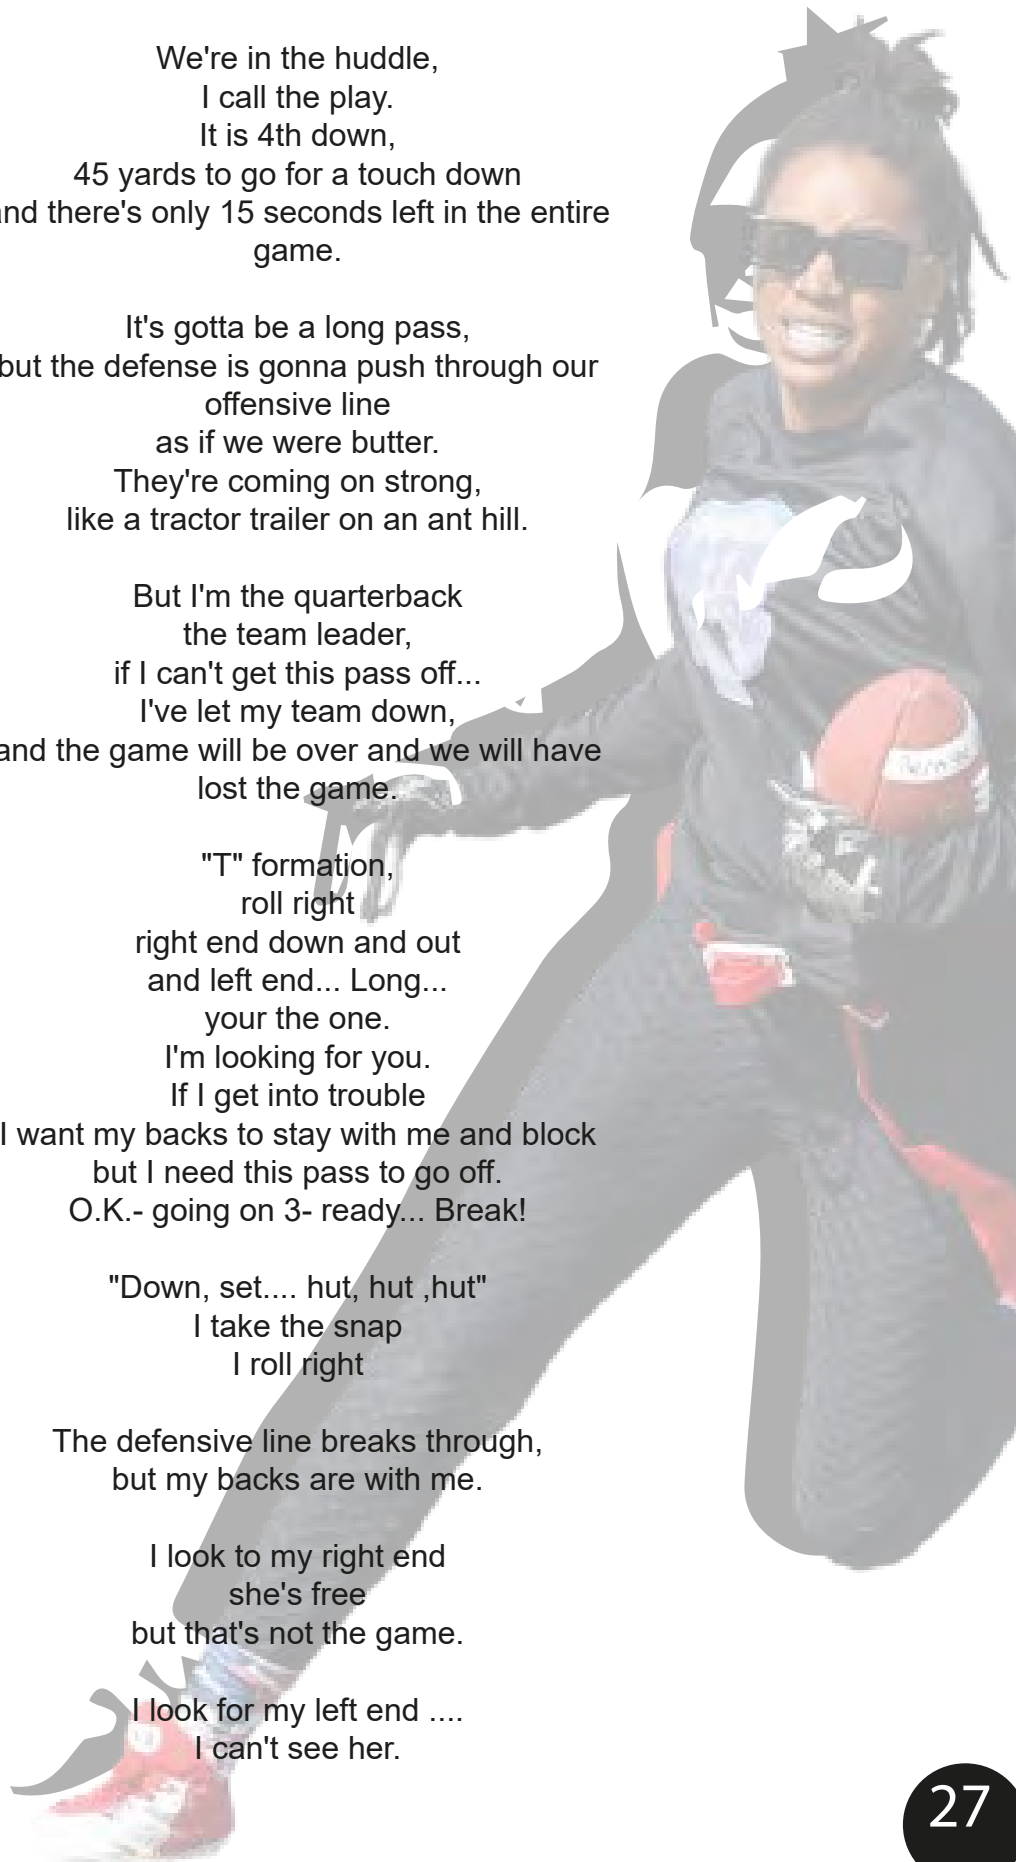 We're in the huddle,
I call the play.
It is 4th down,
45 yards to go for a touch down
and there's only 15 seconds left in the entire
game.
It's gotta be a long pass,
but the defense is gonna push through our
offensive line
as if we were butter.
They're coming on strong,
like a tractor trailer on an ant hill.
But I'm the quarterback
the team leader,
if I can't get this pass off...
I've let my team down,
and the game will be over and we will have
lost the game.
"T" formation,
roll right
right end down and out
and left end... Long...
your the one.
I'm looking for you.
If I get into trouble
I want my backs to stay with me and block
but I need this pass to go off.
O.K.- going on 3- ready... Break!
"Down, set.... hut, hut ,hut"
I take the snap
I roll right
The defensive line breaks through,
but my backs are with me.
I look to my right end
she's free
but that's not the game.
I look for my left end ....
I can't see her.
27